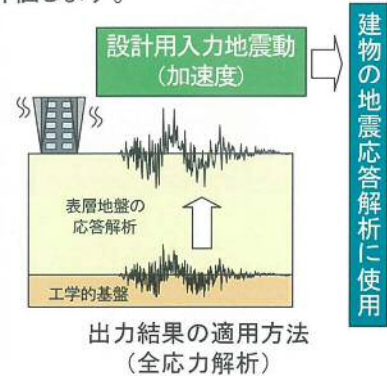 設計用入力地震動
(加速度)
建物の地震応答解析に使用
表層地盤の
応答解析
工学的基盤
出力結果の適用方法
(全応力解析)